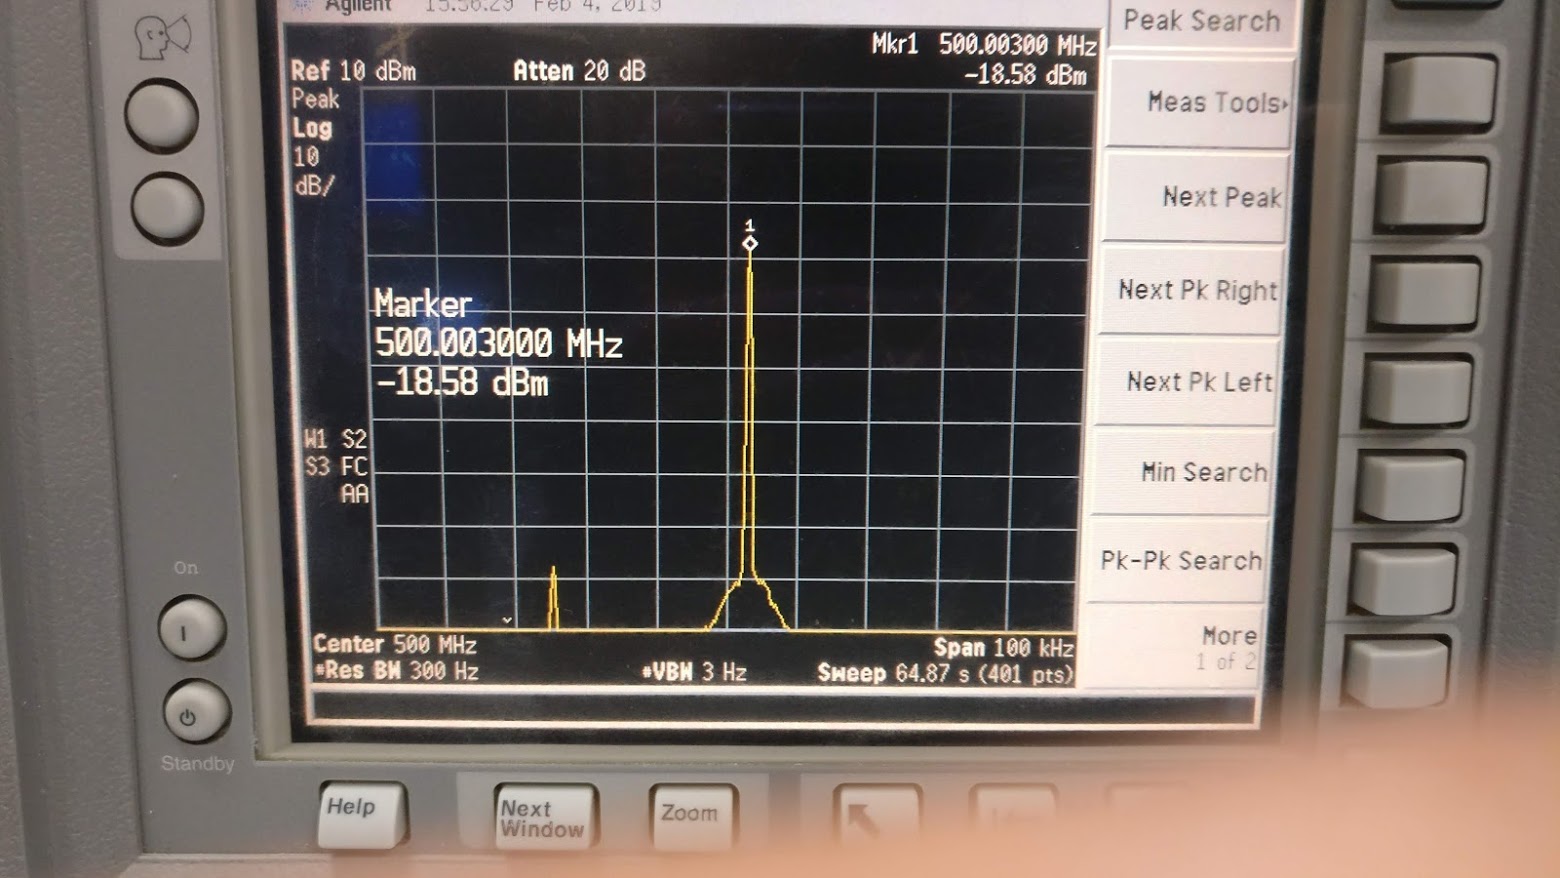 Agilent 15:56:29 Feb 4, 2019
Peak Search
Mkr1 500.00300 MHz
Ref 10 dBm Atten 20 dB -18.58 dBm
Peak
Log
10
dB/
Meas Tools
Next Peak
1
Marker
500.003000 MHz
-18.58 dBm
Next Pk Right
Next Pk Left
W1 S2
S3 FC
AA
Min Search
Pk-Pk Search
Center 500 MHz Span 100 kHz
#Res BW 300 Hz #VBW 3 Hz Sweep 64.87 s (401 pts)
More
1 of 2
On
Standby
Help
Next
Window
Zoom